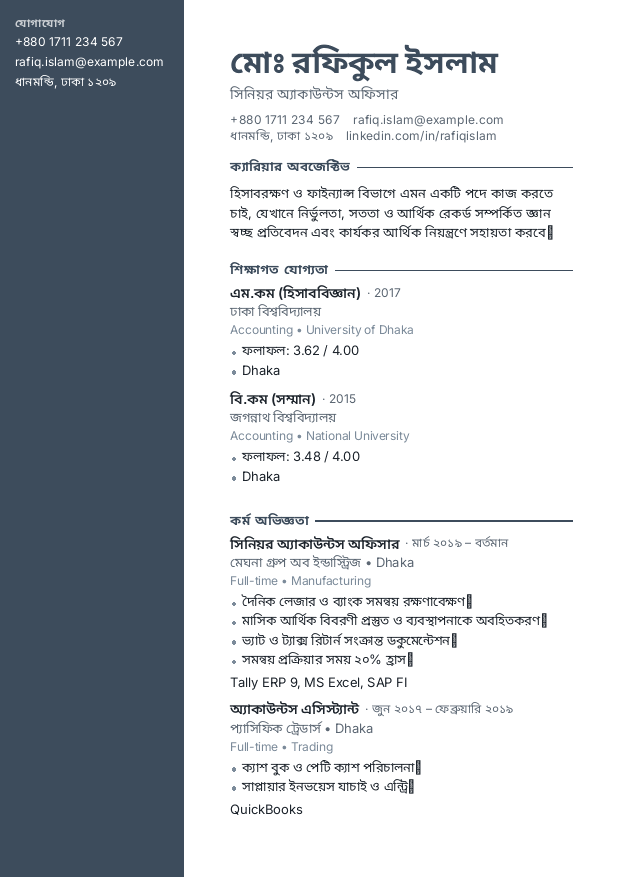 যোগাযোগ
+880 1711 234 567
rafiq.islam@example.com
ধানমন্ডি, ঢাকা ১২০৯
মোঃ রফিকুল ইসলাম
সিনিয়র অ্যাকাউন্টস অফিসার
+880 1711 234 567 rafiq.islam@example.com
ধানমন্ডি, ঢাকা ১২০৯ linkedin.com/in/rafiqislam
ক্যারিয়ার অবজেক্টিভ
হিসাবরক্ষণ ও ফাইন্যান্স বিভাগে এমন একটি পদে কাজ করতে
চাই, যেখানে নির্ভুলতা, সততা ও আর্থিক রেকর্ড সম্পর্কিত জ্ঞান
স্বচ্ছ প্রতিবেদন এবং কার্যকর আর্থিক নিয়ন্ত্রণে সহায়তা করবে
শিক্ষাগত যোগ্যতা
এম.কম (হিসাববিজ্ঞান) · 2017
ঢাকা বিশ্ববিদ্যালয়
Accounting • University of Dhaka
• ফলাফল: 3.62 / 4.00
• Dhaka
বি.কম (সম্মান) · 2015
জগন্নাথ বিশ্ববিদ্যালয়
Accounting • National University
• ফলাফল: 3.48 / 4.00
• Dhaka
কর্ম অভিজ্ঞতা
সিনিয়র অ্যাকাউন্টস অফিসার · মার্চ ২০১৯ – বর্তমান
মেঘনা গ্রুপ অব ইন্ডাস্ট্রিজ • Dhaka
Full-time • Manufacturing
• দৈনিক লেজার ও ব্যাংক সমন্বয় রক্ষণাবেক্ষণ
• মাসিক আর্থিক বিবরণী প্রস্তুত ও ব্যবস্থাপনাকে অবহিতকরণ
• ভ্যাট ও ট্যাক্স রিটার্ন সংক্রান্ত ডকুমেন্টেশন
• সমন্বয় প্রক্রিয়ার সময় ২০% হ্রাস
Tally ERP 9, MS Excel, SAP FI
অ্যাকাউন্টস এসিস্ট্যান্ট · জুন ২০১৭ – ফেব্রুয়ারি ২০১৯
প্যাসিফিক ট্রেডার্স • Dhaka
Full-time • Trading
• ক্যাশ বুক ও পেটি ক্যাশ পরিচালনা
• সাপ্লায়ার ইনভয়েস যাচাই ও এন্ট্রি
QuickBooks